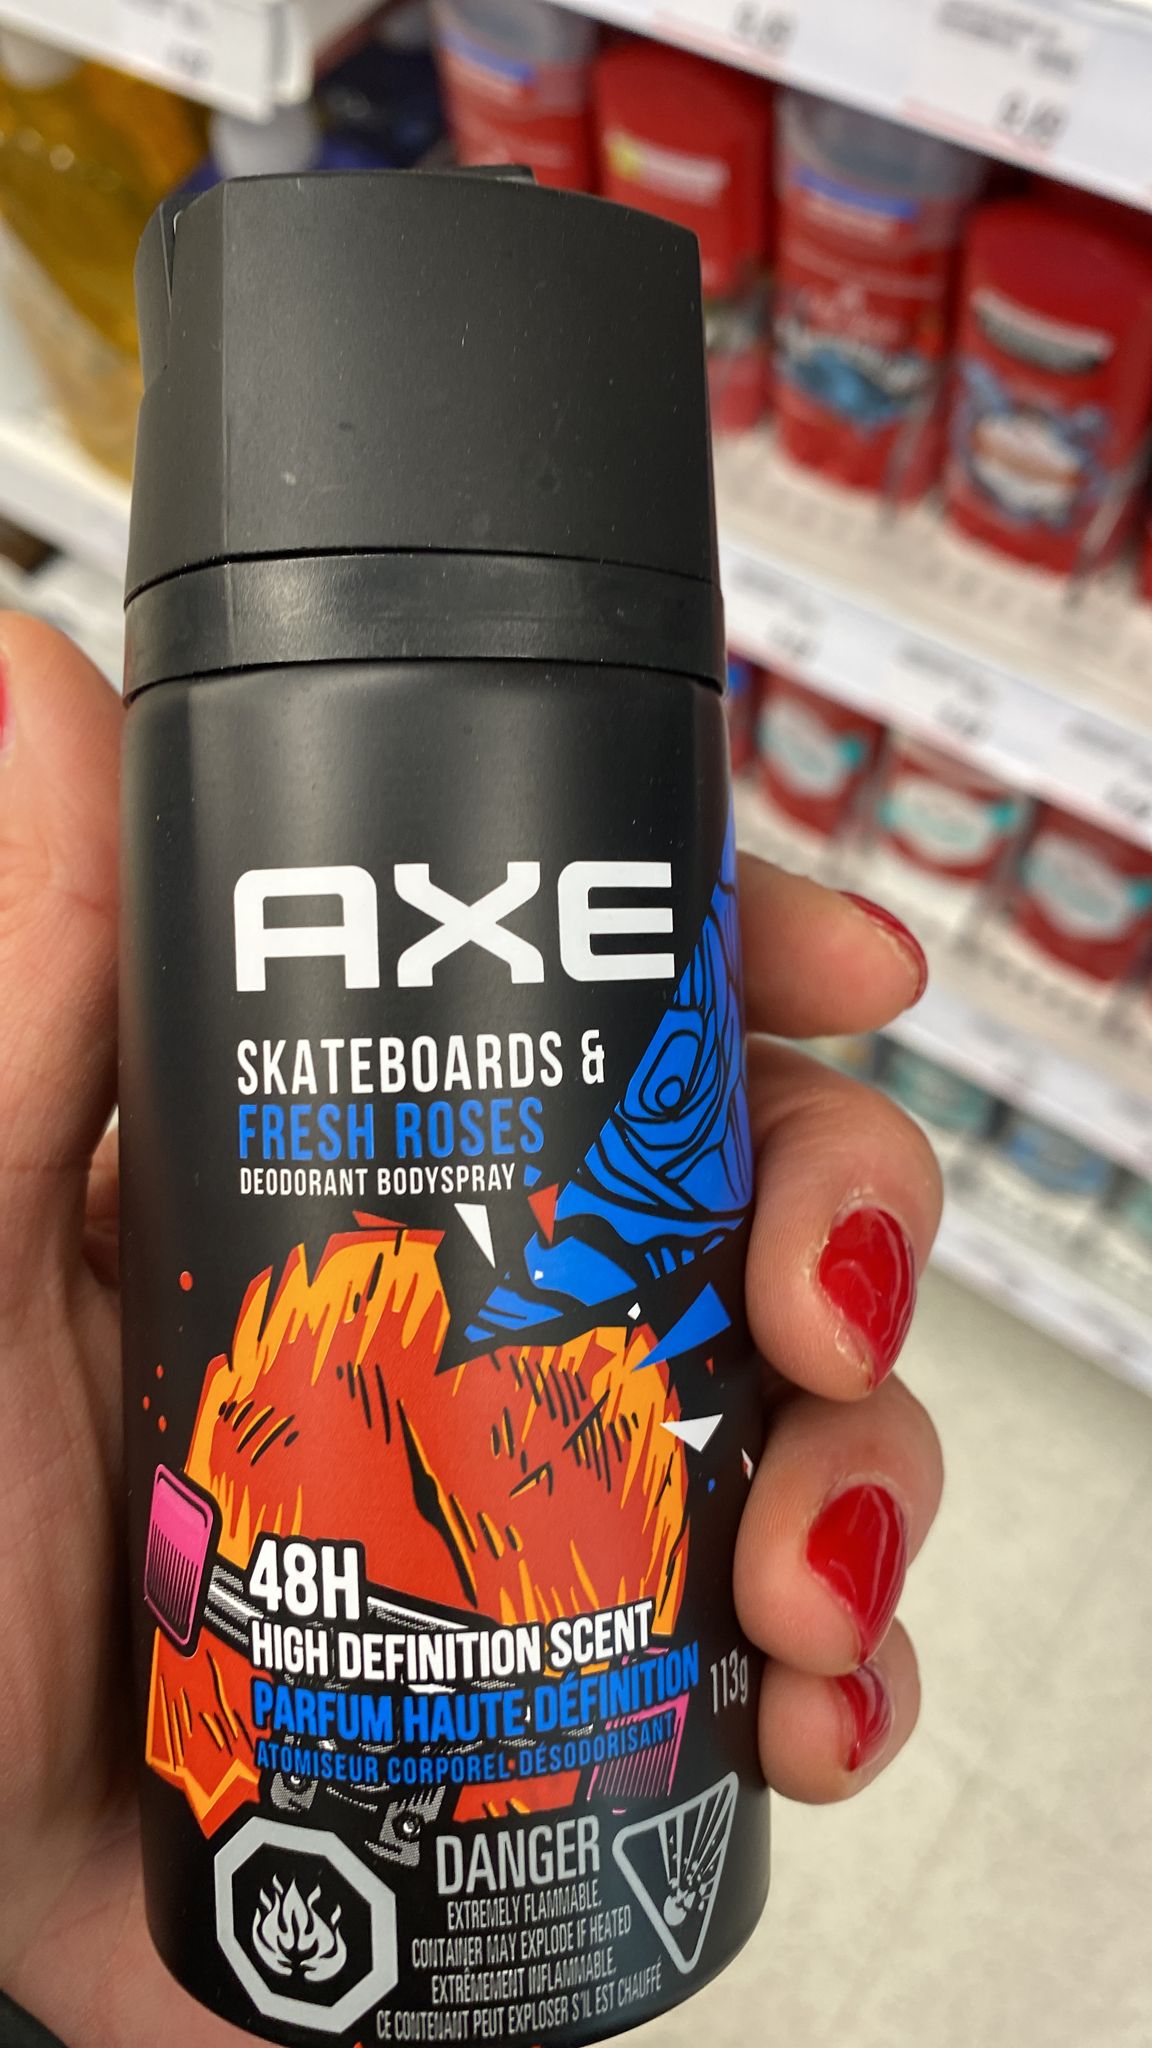 AXE
SKATEBOARDS &
FRESH ROSES
DEODORANT BODYSPRAY
48H
HIGH DEFINITION SCENT
PARFUM HAUTE DÉFINITION
ATOMISEUR CORPOREL DÉSODORISANT
113g
DANGER
EXTREMELY FLAMMABLE.
CONTAINER MAY EXPLODE IF HEATED
EXTRÊMEMENT INFLAMMABLE.
CE CONTENANT PEUT EXPLOSER S'IL EST CHAUFFÉ